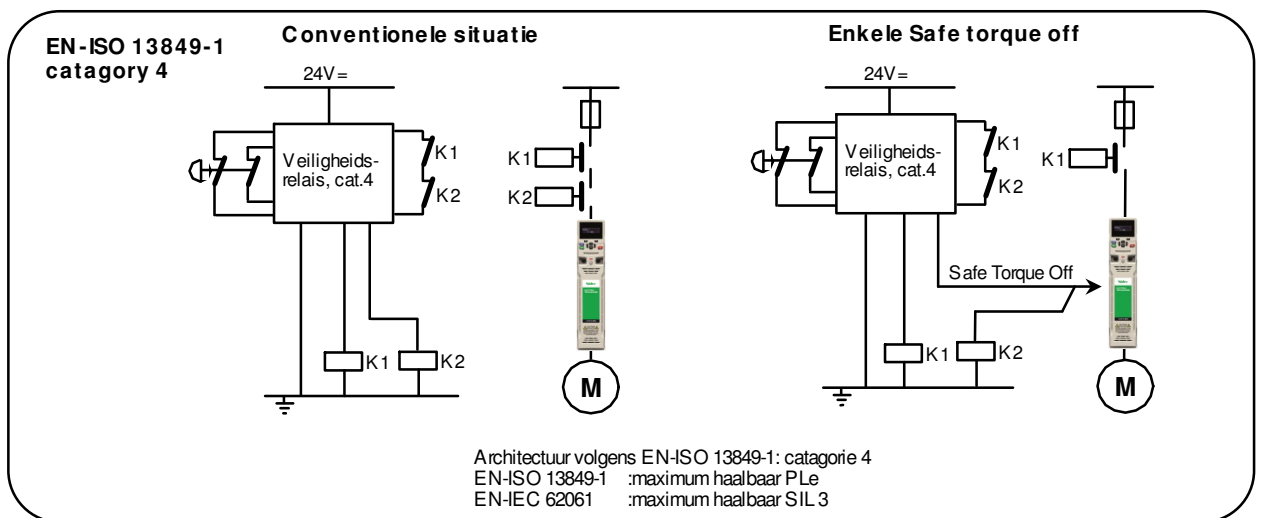 EN-ISO 13849-1
catagory 4
Conventionele situatie
24V=
Veiligheids-
relais, cat.4
K1
K2
K1
K2
K1
K2
M
Enkele Safe torque off
24V=
Veiligheids-
relais, cat.4
K1
K2
K1
Safe Torque Off
K1
K2
M
Architectuur volgens EN-ISO 13849-1: catagorie 4
EN-ISO 13849-1 :maximum haalbaar PLe
EN-IEC 62061 :maximum haalbaar SIL 3